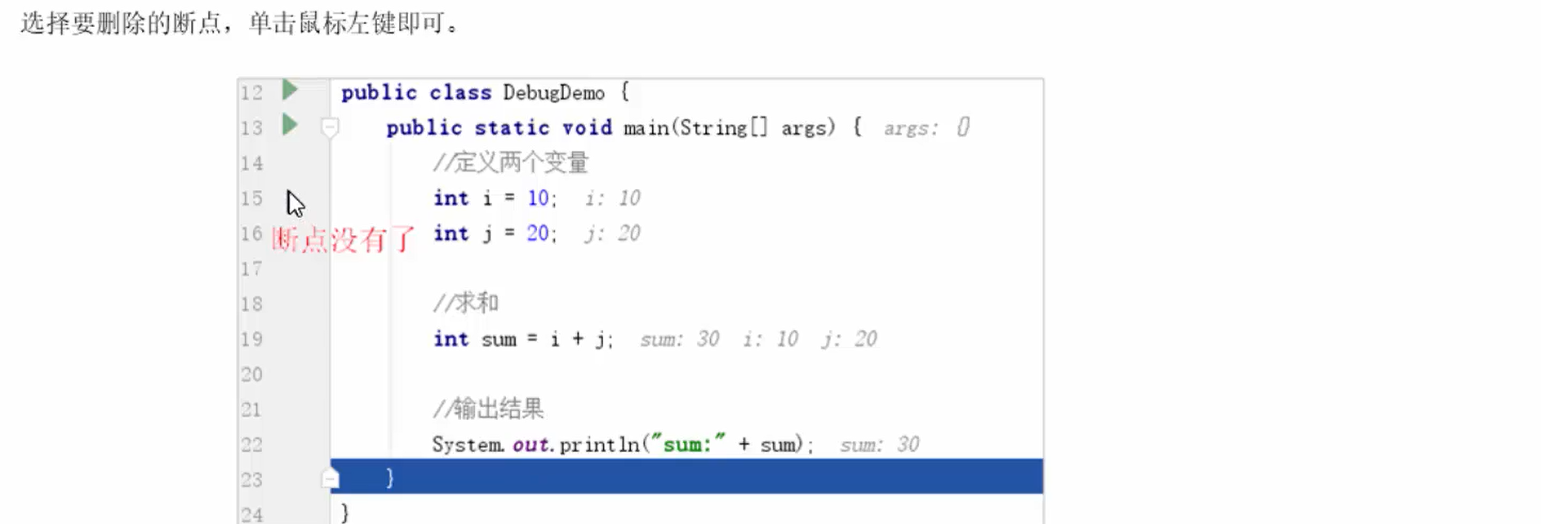 选择要删除的断点，单击鼠标左键即可。
12 public class DebugDemo {
13 public static void main(String[] args) { args: {}
14 //定义两个变量
15 int i = 10; i: 10
16 断点没有了 int j = 20; j: 20
17
18 //求和
19 int sum = i + j; sum: 30 i: 10 j: 20
20
21 //输出结果
22 System.out.println("sum:" + sum); sum: 30
23 }
24 }